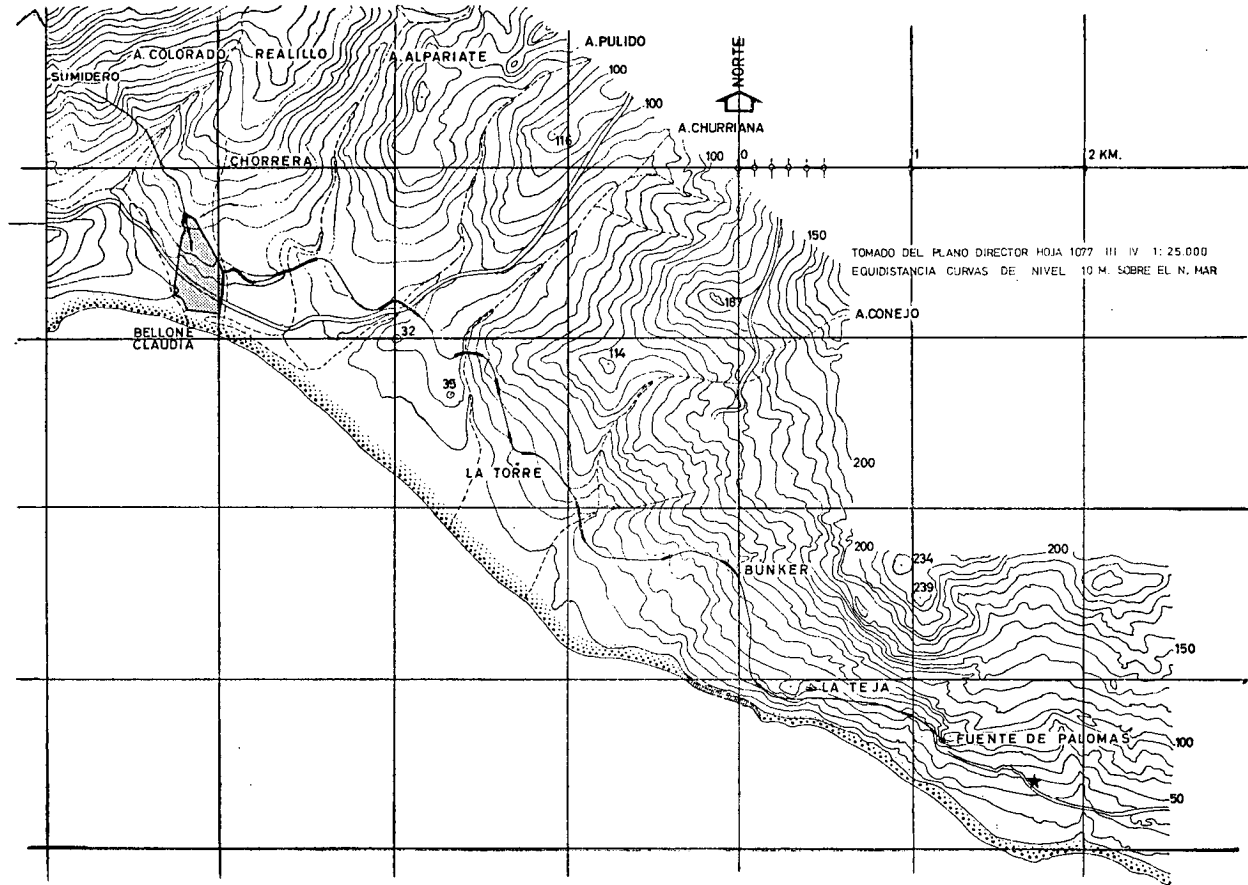 A. PULIDO
NORTE
A. COLORADO
REALILLO
A. ALPARIATE
SUMIDERO
100
100
A. CHURRIANA
116
CHORRERA
100
0
1
2 KM.
150
TOMADO DEL PLANO DIRECTOR HOJA 1077 III IV 1: 25.000
EQUIDISTANCIA CURVAS DE NIVEL 10 M. SOBRE EL N. MAR
187
A. CONEJO
BELLONE
CLAUDIA
32
114
35
200
LA TORRE
200
234
200
BUNKER
239
150
LA TEJA
FUENTE DE PALOMAS
100
50